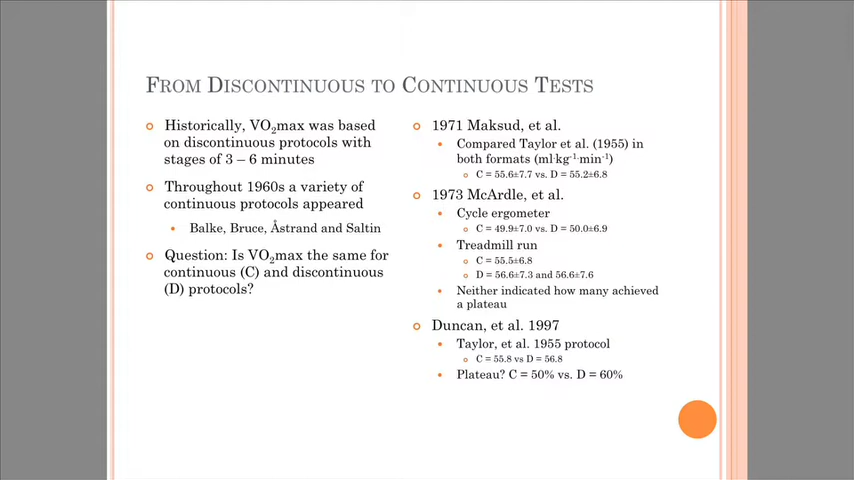 FROM DISCONTINUOUS TO CONTINUOUS TESTS
Historically, VO2max was based
on discontinuous protocols with
stages of 3 – 6 minutes
Throughout 1960s a variety of
continuous protocols appeared
Balke, Bruce, Åstrand and Saltin
Question: Is VO2max the same for
continuous (C) and discontinuous
(D) protocols?
1971 Maksud, et al.
Compared Taylor et al. (1955) in
both formats (ml·kg-1·min-1)
C = 55.6±7.7 vs. D = 55.2±6.8
1973 McArdle, et al.
Cycle ergometer
C = 49.9±7.0 vs. D = 50.0±6.9
Treadmill run
C = 55.5±6.8
D = 56.6±7.3 and 56.6±7.6
Neither indicated how many achieved
a plateau
Duncan, et al. 1997
Taylor, et al. 1955 protocol
C = 55.8 vs D = 56.8
Plateau? C = 50% vs. D = 60%